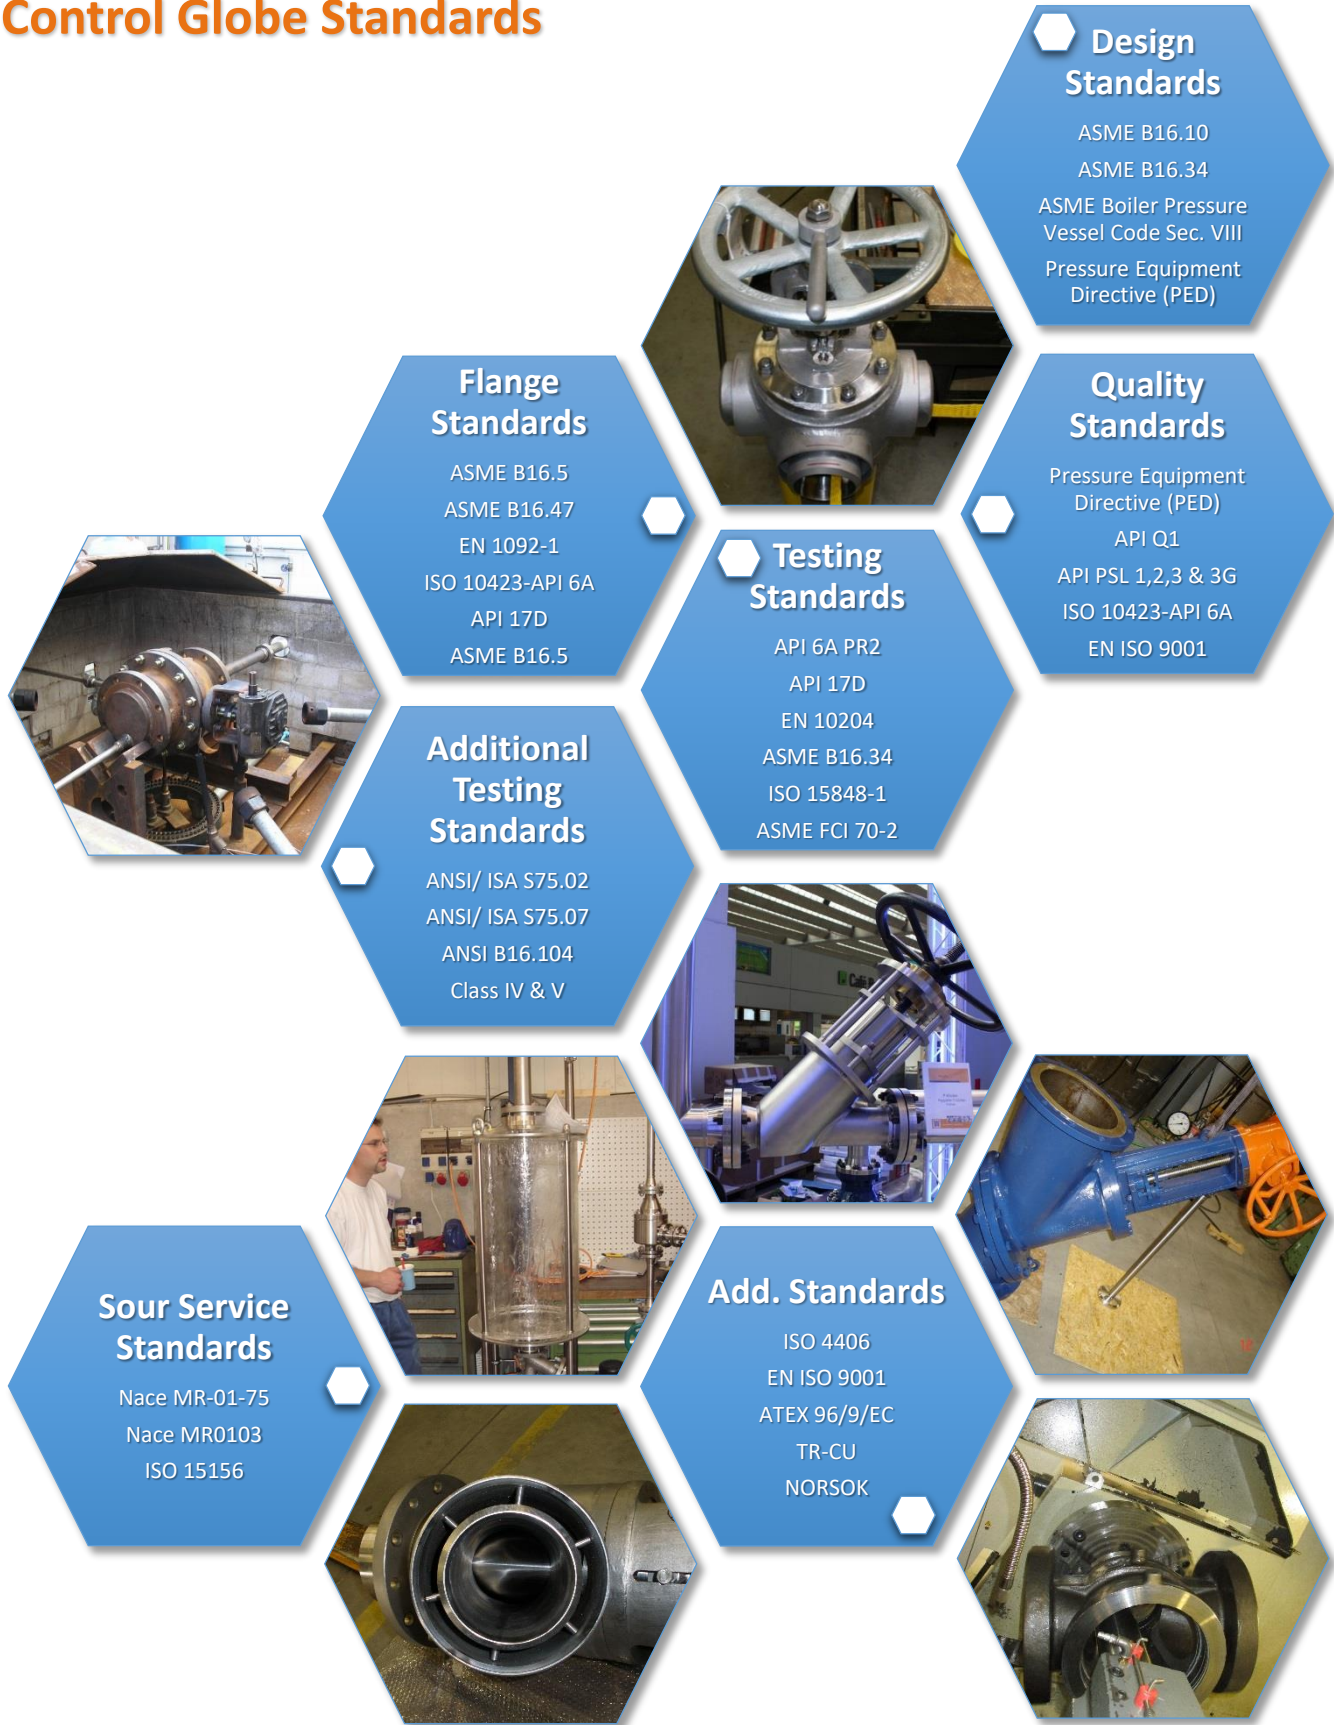 Control Globe Standards
Design
Standards
ASME B16.10
ASME B16.34
ASME Boiler Pressure
Vessel Code Sec. VIII
Pressure Equipment
Directive (PED)
Flange
Standards
ASME B16.5
ASME B16.47
EN 1092-1
ISO 10423-API 6A
API 17D
ASME B16.5
Quality
Standards
Pressure Equipment
Directive (PED)
API Q1
API PSL 1,2,3 & 3G
ISO 10423-API 6A
EN ISO 9001
Testing
Standards
API 6A PR2
API 17D
EN 10204
ASME B16.34
ISO 15848-1
ASME FCI 70-2
Additional
Testing
Standards
ANSI/ ISA S75.02
ANSI/ ISA S75.07
ANSI B16.104
Class IV & V
Café
Sour Service
Standards
Nace MR-01-75
Nace MR0103
ISO 15156
Add. Standards
ISO 4406
EN ISO 9001
ATEX 96/9/EC
TR-CU
NORSOK